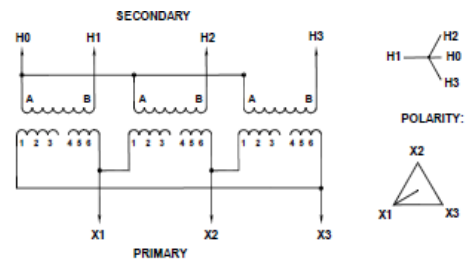 SECONDARY
H0 H1 H2 H3
A B A B A B
1 2 3 4 5 6 1 2 3 4 5 6 1 2 3 4 5 6
X1 X2 X3
PRIMARY
H2
H1 H0
H3
POLARITY:
X2
X1 X3